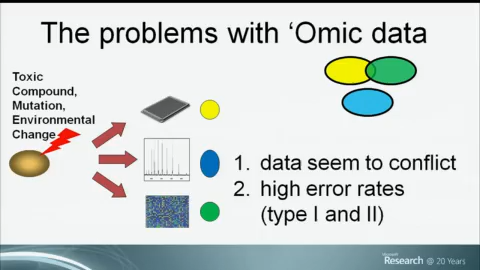 The problems with ‘Omic data
Toxic
Compound,
Mutation,
Environmental
Change
1. data seem to conflict
2. high error rates
(type I and II)
Microsoft
Research @ 20 Years